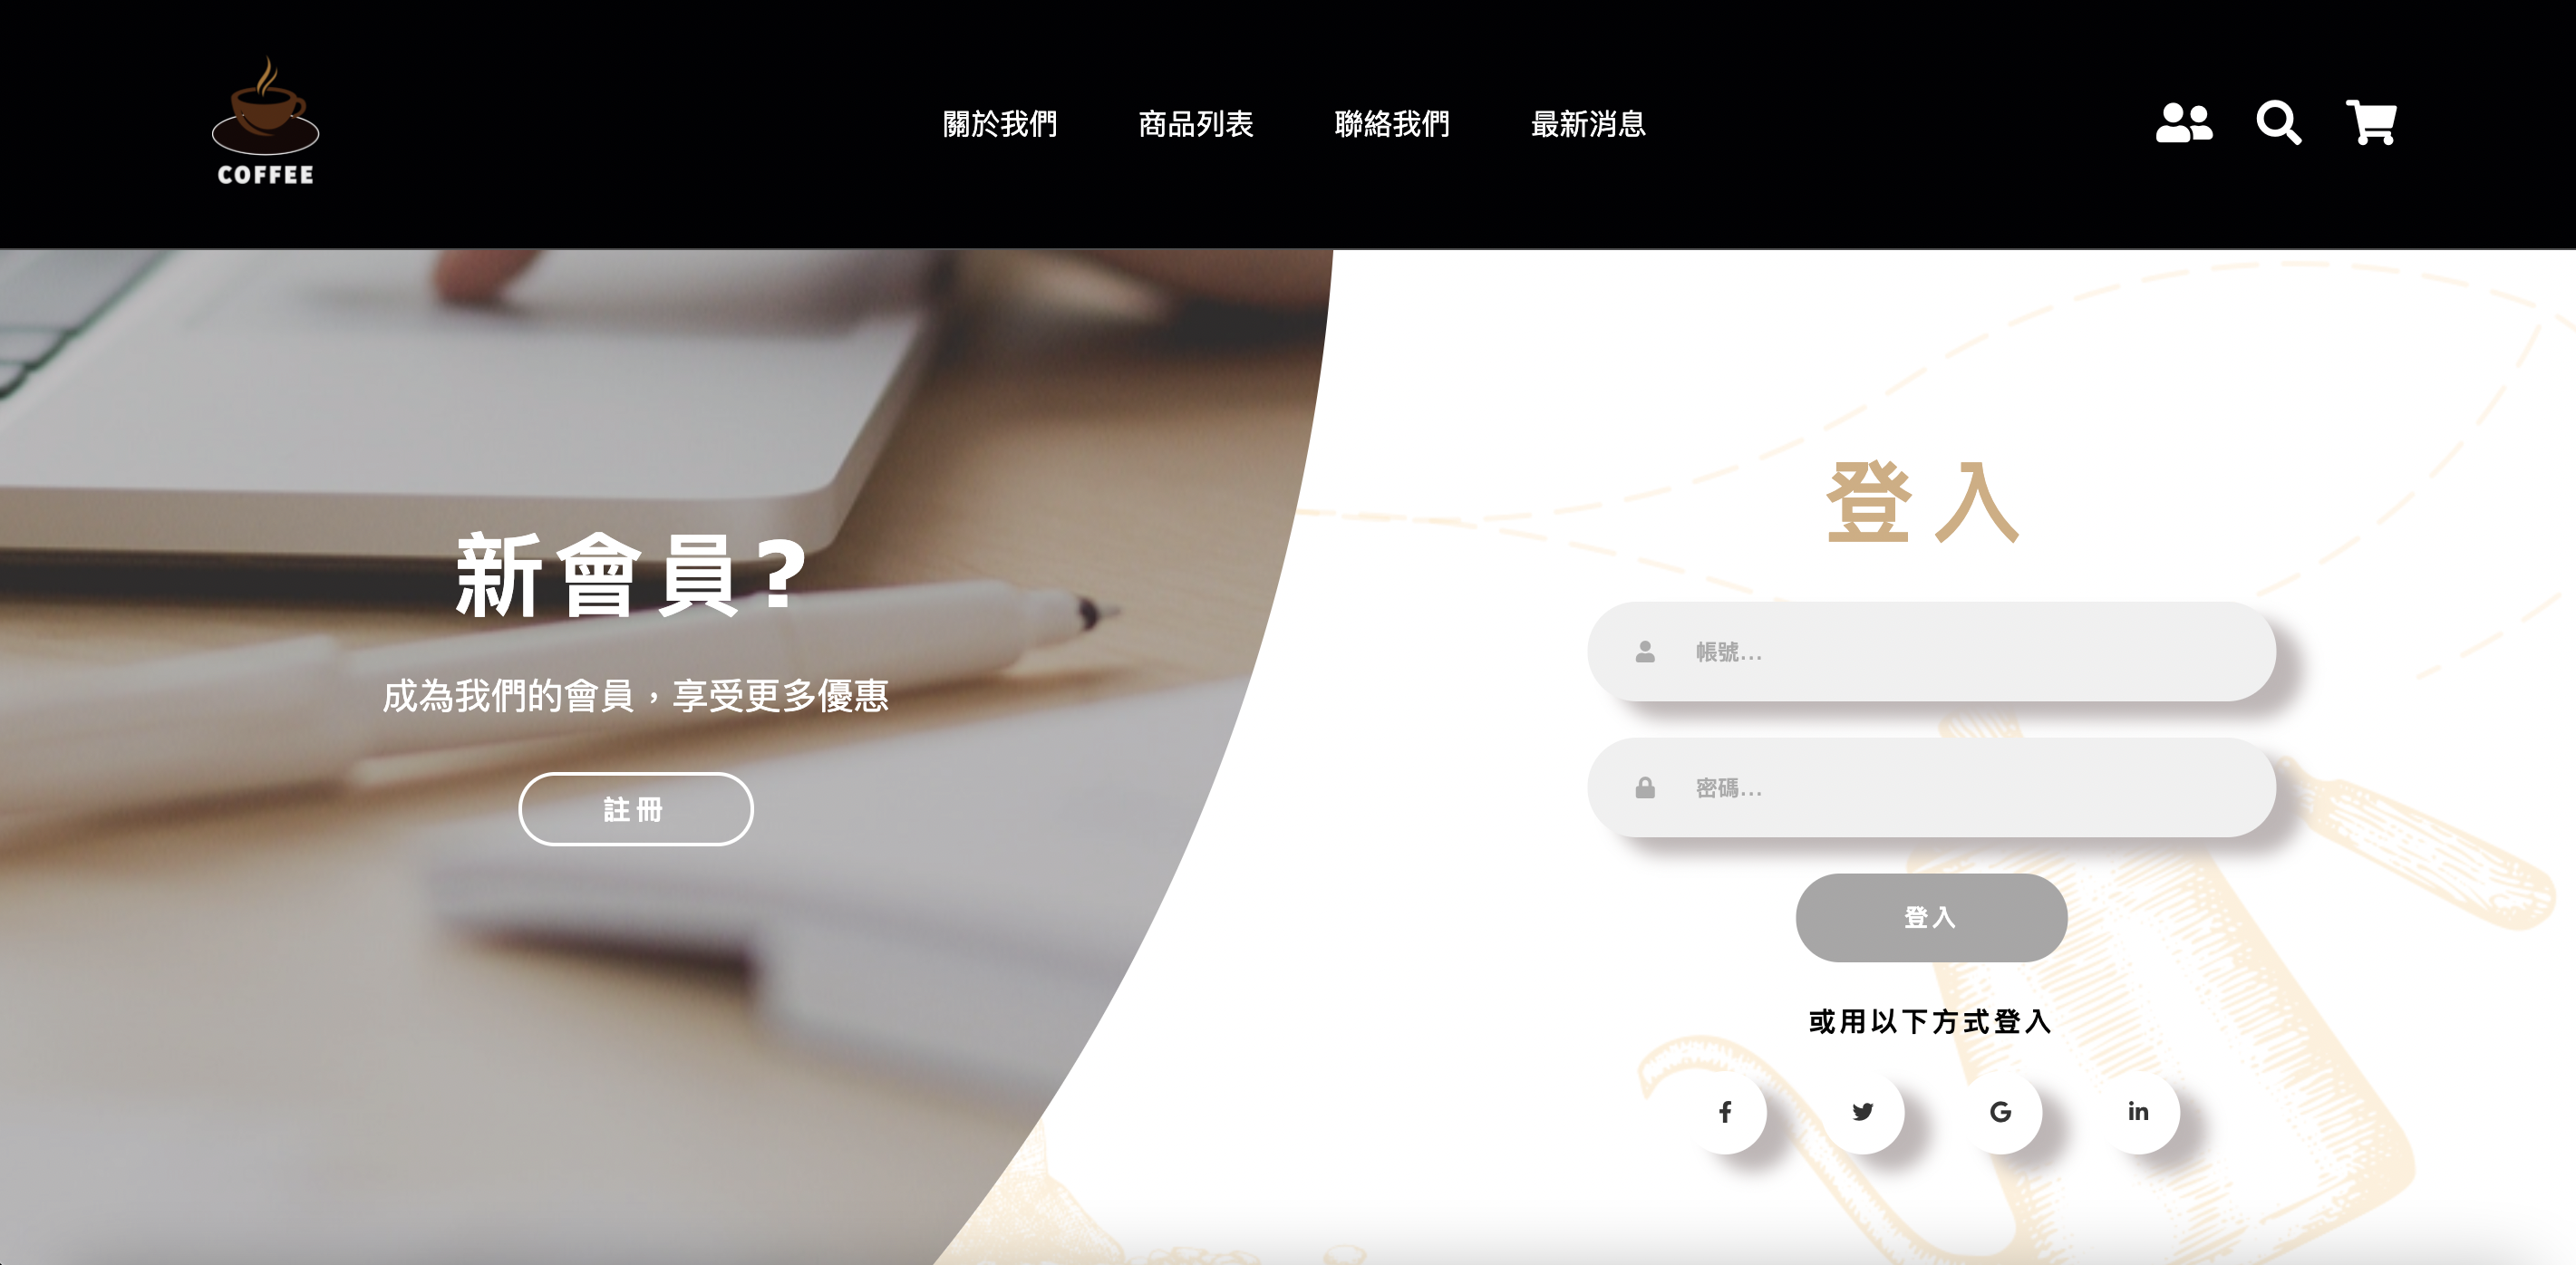 COFFEE
關於我們
商品列表
聯絡我們
最新消息
新會員?
成為我們的會員，享受更多優惠
註冊
登入
帳號...
密碼...
登入
或用以下方式登入